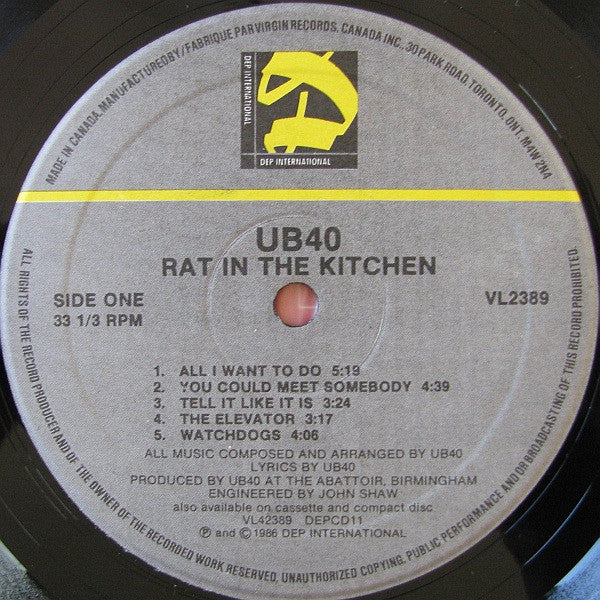 MADE IN CANADA. MANUFACTURED BY/FABRIQUE PAR VIRGIN RECORDS. CANADA INC., 30 PARK ROAD, TORONTO, ONT. M4W 2N4
DEP INTERNATIONAL
DEP INTERNATIONAL
UB40
RAT IN THE KITCHEN
SIDE ONE
33 1/3 RPM
VL2389
1. ALL I WANT TO DO 5:19
2. YOU COULD MEET SOMEBODY 4:39
3. TELL IT LIKE IT IS 3:24
4. THE ELEVATOR 3:17
5. WATCHDOGS 4:06
ALL MUSIC COMPOSED AND ARRANGED BY UB40
LYRICS BY UB40
PRODUCED BY UB40 AT THE ABATTOIR, BIRMINGHAM
ENGINEERED BY JOHN SHAW
also available on cassette and compact disc
VL42389 DEPCD11
℗ and © 1986 DEP INTERNATIONAL
ALL RIGHTS OF THE RECORD PRODUCER AND OF THE OWNER OF THE RECORDED WORK RESERVED. UNAUTHORIZED COPYING, PUBLIC PERFORMANCE AND/OR BROADCASTING OF THIS RECORD PROHIBITED.